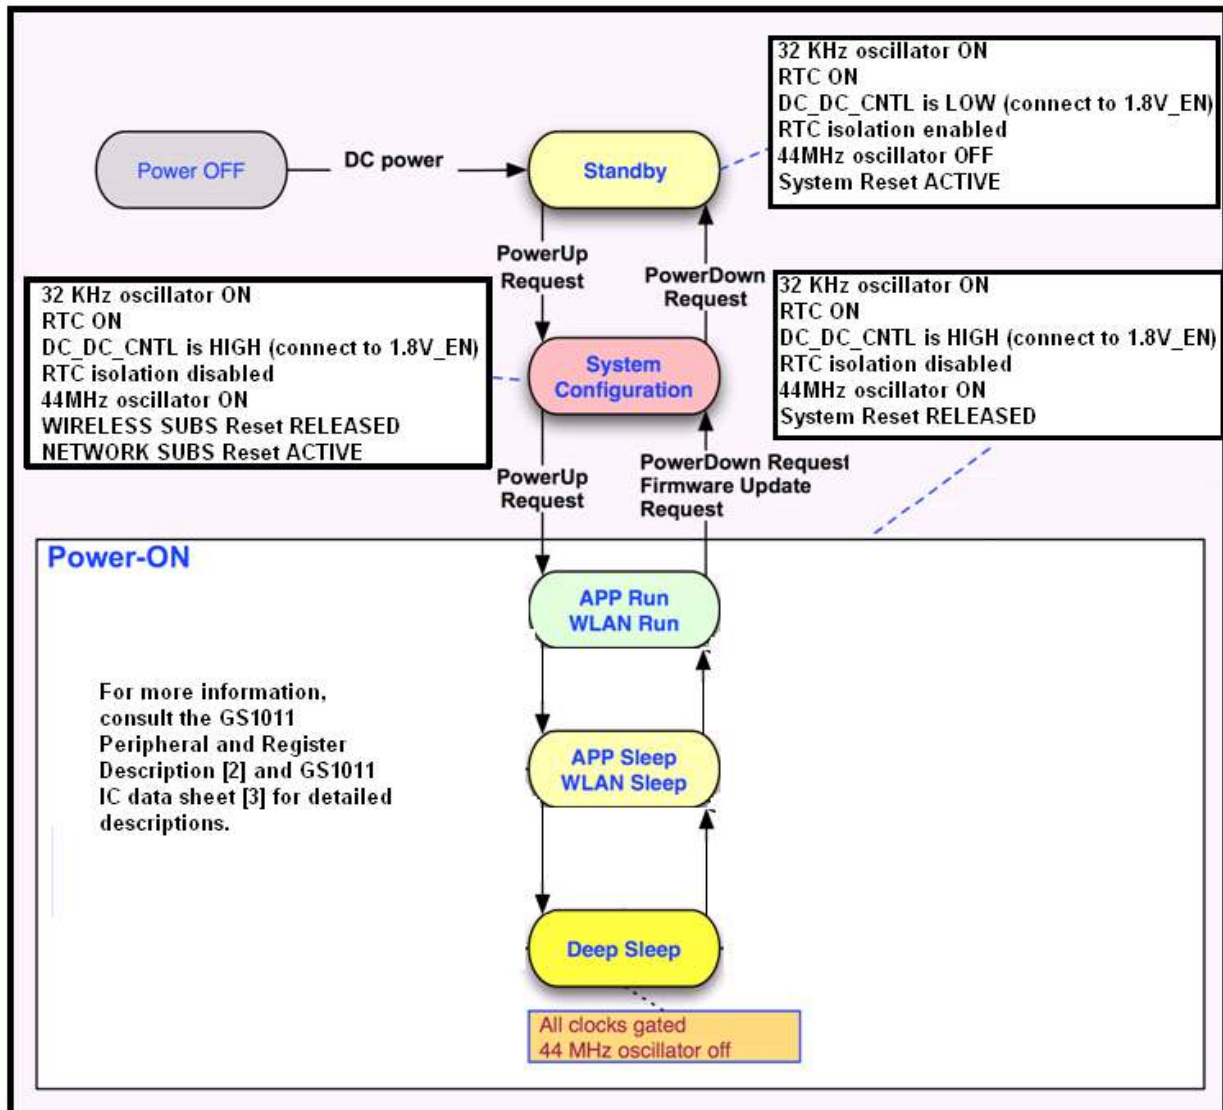 32 KHz oscillator ON
RTC ON
DC_DC_CNTL is LOW (connect to 1.8V_EN)
RTC isolation enabled
44MHz oscillator OFF
System Reset ACTIVE
Power OFF
DC power
Standby
PowerUp
Request
PowerDown
Request
32 KHz oscillator ON
RTC ON
DC_DC_CNTL is HIGH (connect to 1.8V_EN)
RTC isolation disabled
44MHz oscillator ON
WIRELESS SUBS Reset RELEASED
NETWORK SUBS Reset ACTIVE
System
Configuration
32 KHz oscillator ON
RTC ON
DC_DC_CNTL is HIGH (connect to 1.8V_EN)
RTC isolation disabled
44MHz oscillator ON
System Reset RELEASED
PowerUp
Request
PowerDown Request
Firmware Update
Request
Power-ON
APP Run
WLAN Run
For more information,
consult the GS1011
Peripheral and Register
Description [2] and GS1011
IC data sheet [3] for detailed
descriptions.
APP Sleep
WLAN Sleep
Deep Sleep
All clocks gated
44 MHz oscillator off